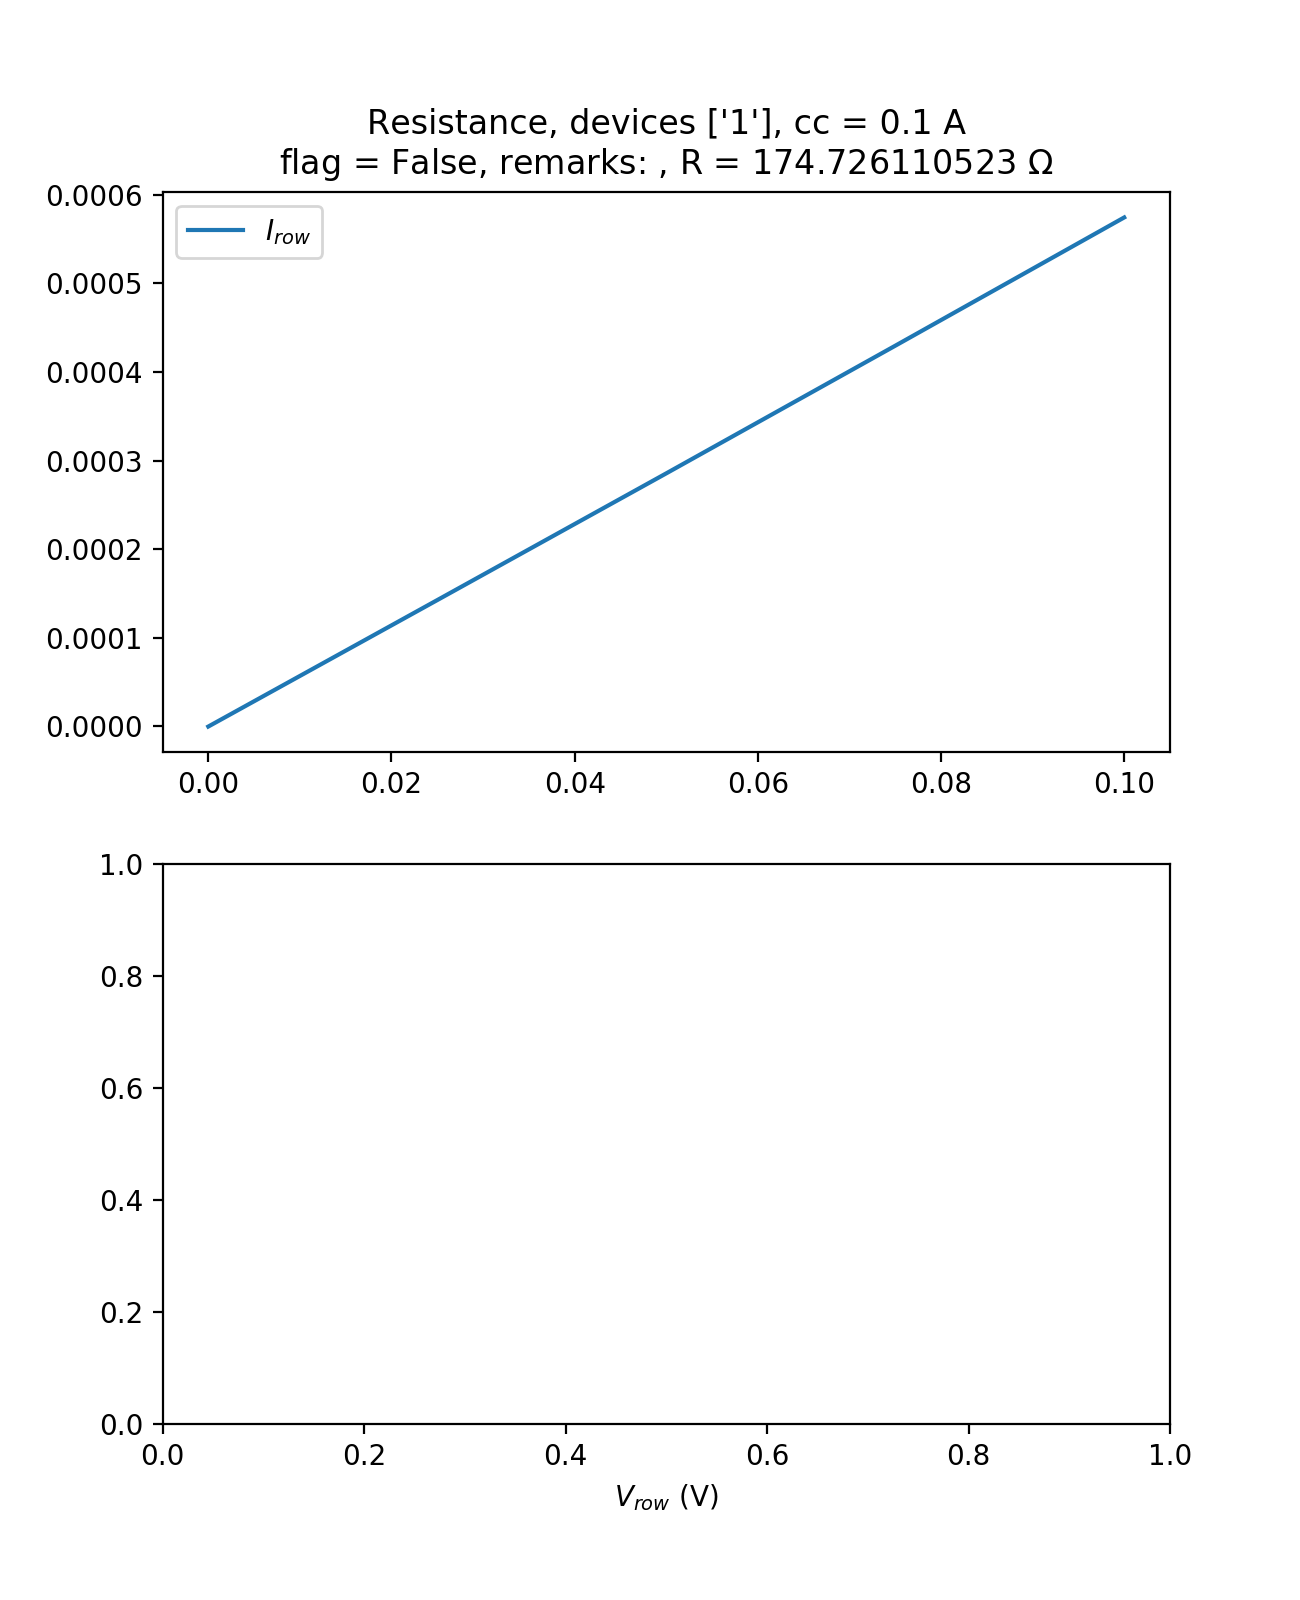 Resistance, devices ['1'], cc = 0.1 A
flag = False, remarks: , R = 174.726110523 Ω
0.0006
I_row
0.0005
0.0004
0.0003
0.0002
0.0001
0.0000
0.00 0.02 0.04 0.06 0.08 0.10
1.0
0.8
0.6
0.4
0.2
0.0
0.0 0.2 0.4 0.6 0.8 1.0
V_row (V)